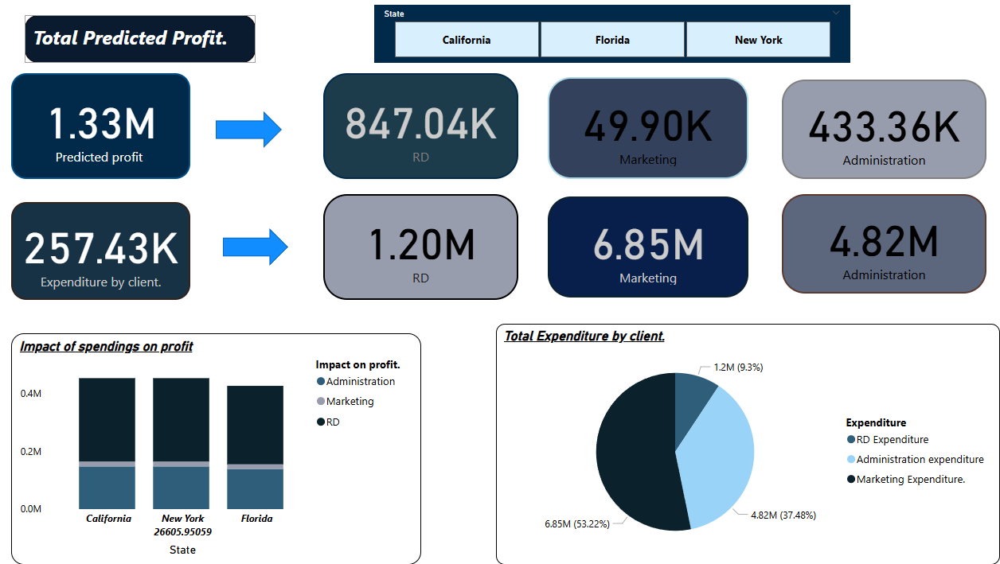 Total Predicted Profit.
State
California
Florida
New York
1.33M
Predicted profit
847.04K
RD
49.90K
Marketing
433.36K
Administration
257.43K
Expenditure by client.
1.20M
RD
6.85M
Marketing
4.82M
Administration
Impact of spendings on profit
Impact on profit.
Administration
Marketing
RD
0.4M
0.2M
0.0M
California
New York
26605.95059
Florida
State
Total Expenditure by client.
1.2M (9.3%)
4.82M (37.48%)
6.85M (53.22%)
Expenditure
RD Expenditure
Administration expenditure
Marketing Expenditure.